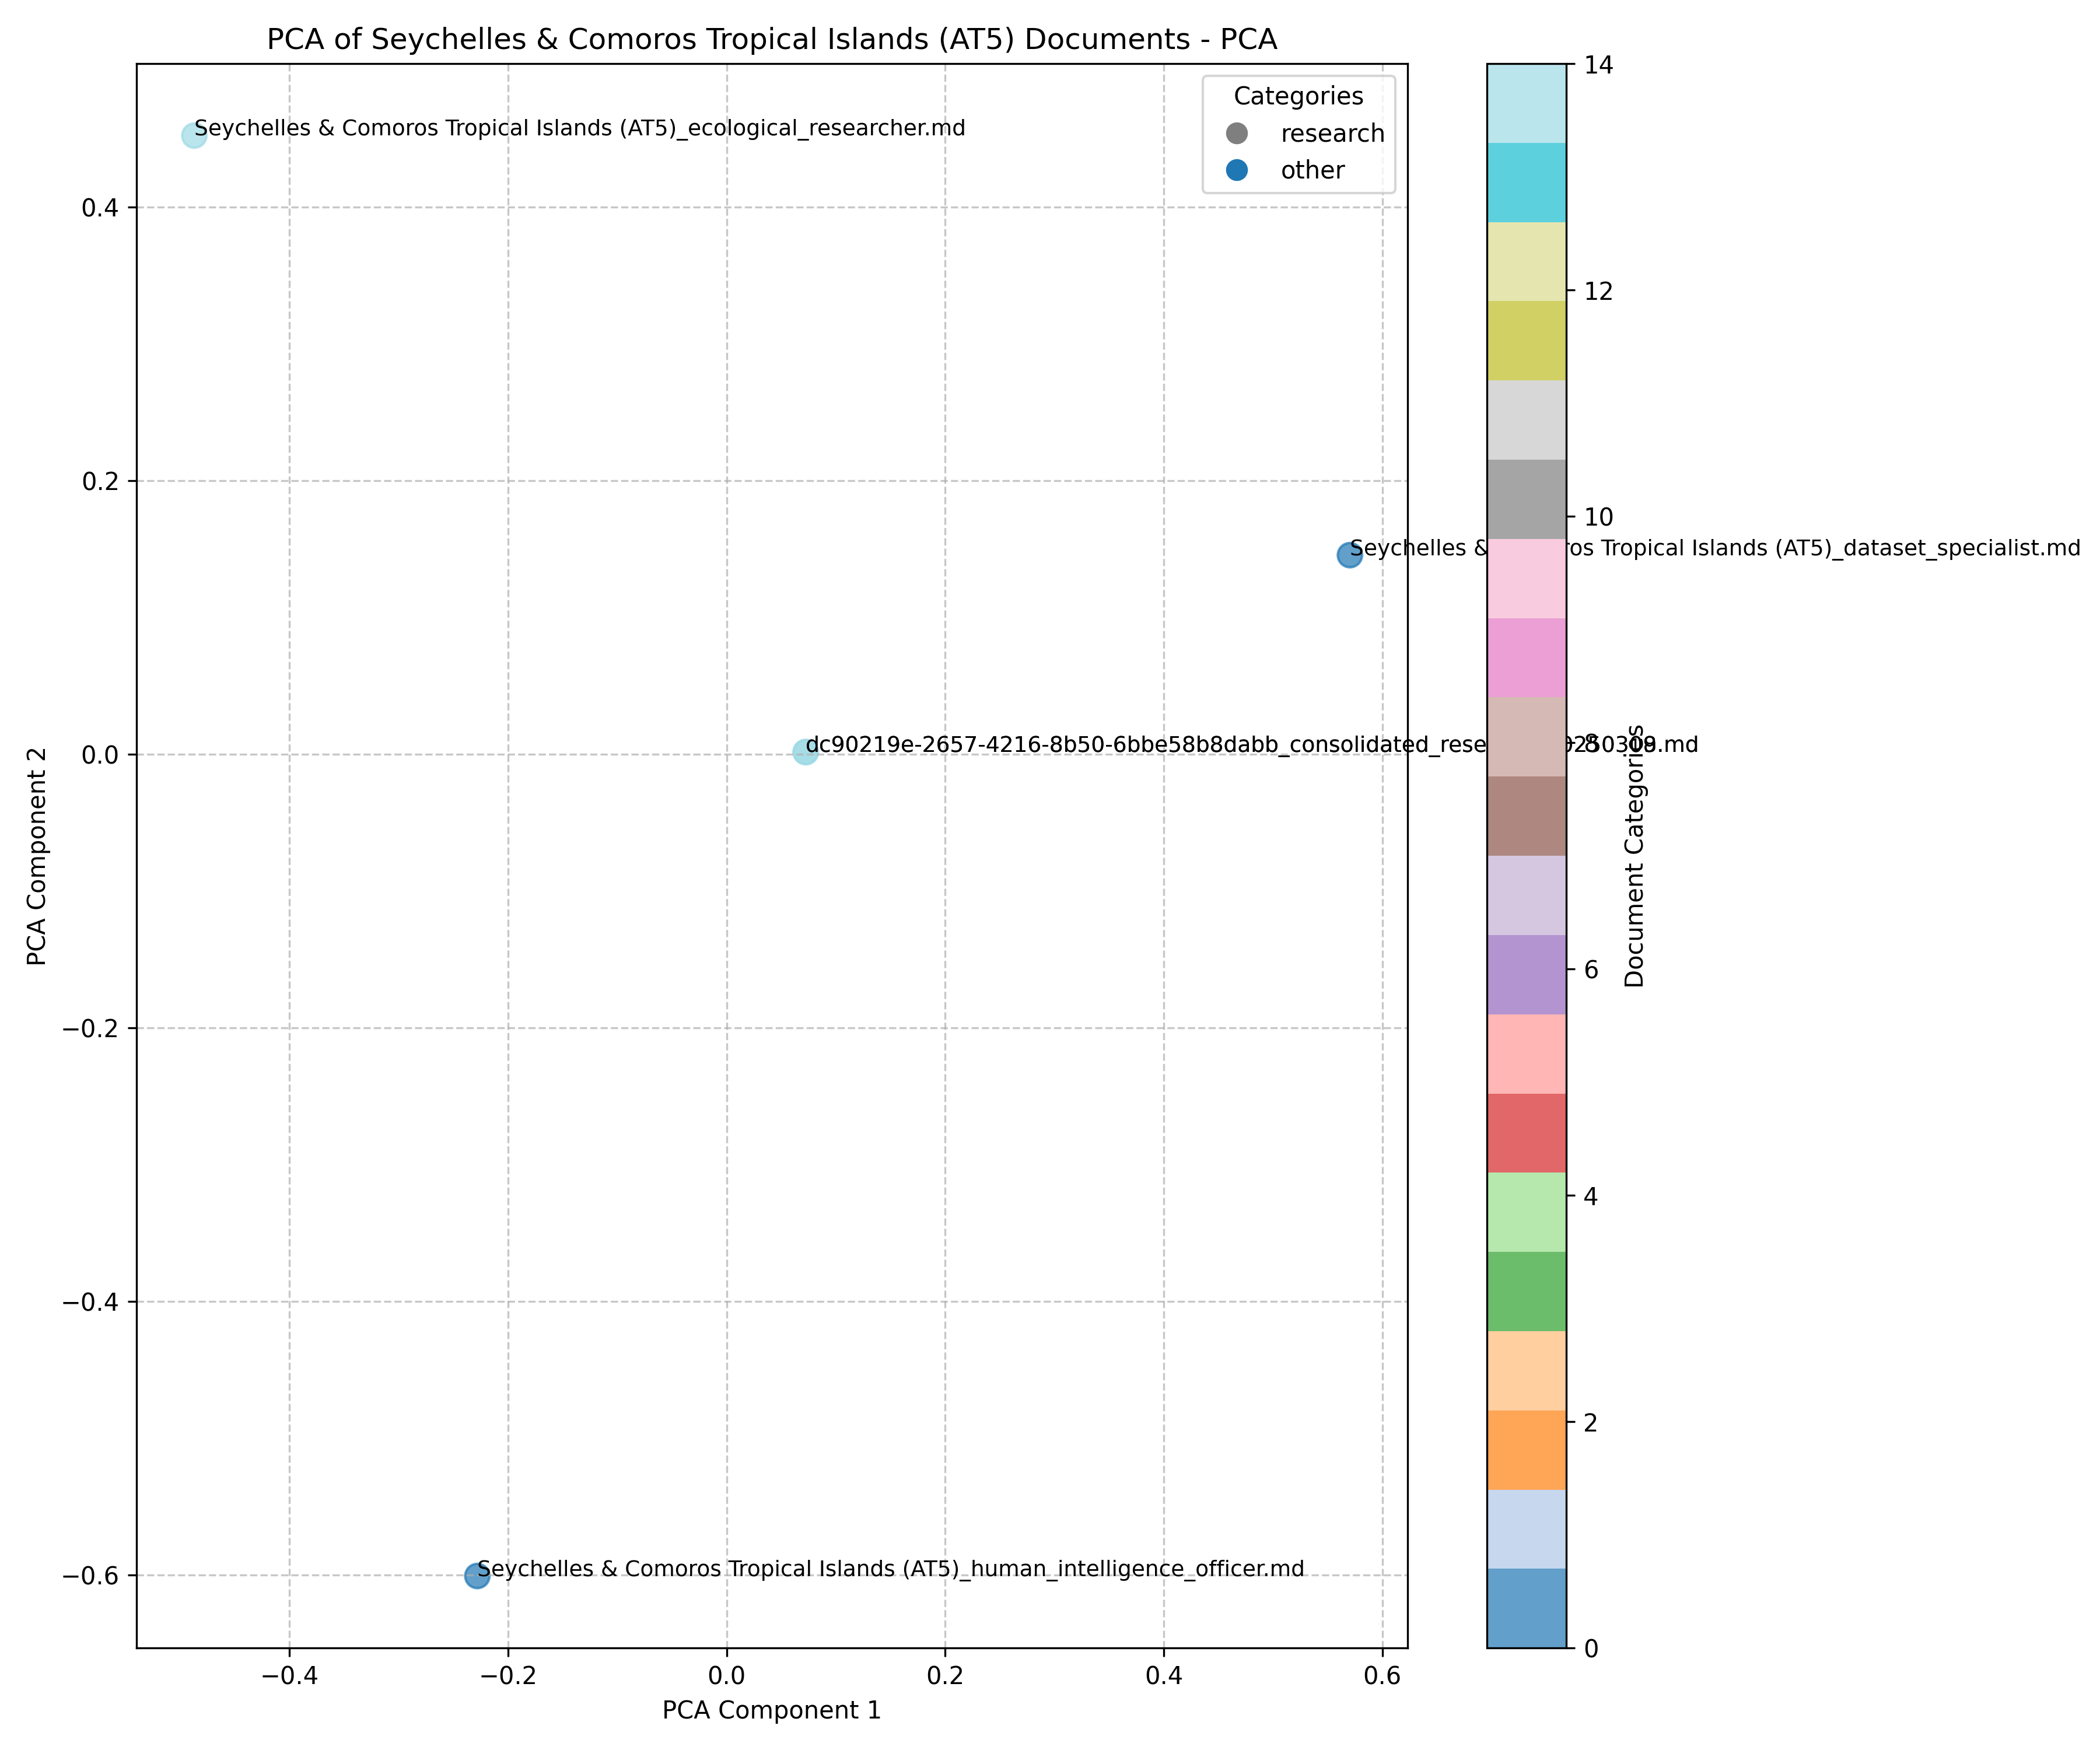 PCA of Seychelles & Comoros Tropical Islands (AT5) Documents - PCA
Categories
research
other
Seychelles & Comoros Tropical Islands (AT5)_ecological_researcher.md
Seychelles & ros Tropical Islands (AT5)_dataset_specialist.md
dc90219e-2657-4216-8b50-6bbe58b8dabb_consolidated_rese
Seychelles & Comoros Tropical Islands (AT5)_human_intelligence_officer.md
PCA Component 2
0.4
0.2
0.0
−0.2
−0.4
−0.6
−0.4
−0.2
0.0
0.2
0.4
0.6
PCA Component 1
14
12
10
8
6
4
2
0
Document Categories